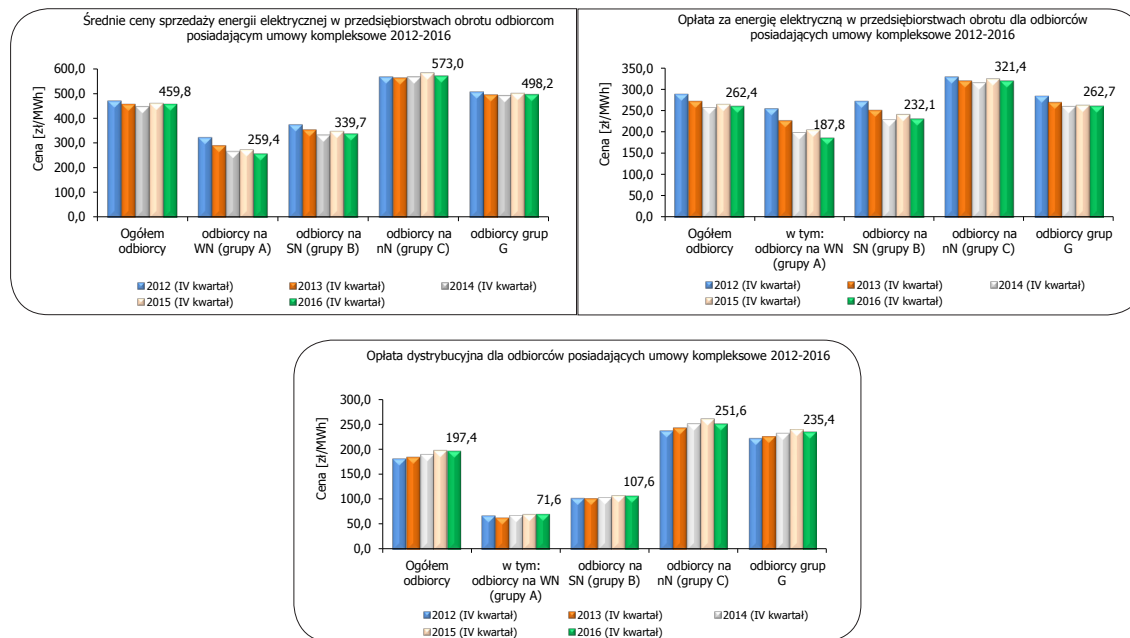 Średnie ceny sprzedaży energii elektrycznej w przedsiębiorstwach obrotu odbiorcom
posiadającym umowy kompleksowe 2012-2016
Cena [zł/MWh]
600,0
500,0
400,0
300,0
200,0
100,0
0,0
459,8
259,4
339,7
573,0
498,2
Ogółem
odbiorcy
odbiorcy na
WN (grupy A)
odbiorcy na
SN (grupy B)
odbiorcy na
nN (grupy C)
odbiorcy grup
G
2012 (IV kwartał)
2013 (IV kwartał)
2014 (IV kwartał)
2015 (IV kwartał)
2016 (IV kwartał)
Opłata za energię elektryczną w przedsiębiorstwach obrotu dla odbiorców
posiadających umowy kompleksowe 2012-2016
Cena [zł/MWh]
350,0
300,0
250,0
200,0
150,0
100,0
50,0
0,0
262,4
187,8
232,1
321,4
262,7
Ogółem
odbiorcy
w tym:
odbiorcy na WN
(grupy A)
odbiorcy na
SN (grupy B)
odbiorcy na
nN (grupy C)
odbiorcy grup
G
2012 (IV kwartał)
2013 (IV kwartał)
2014 (IV kwartał)
2015 (IV kwartał)
2016 (IV kwartał)
Opłata dystrybucyjna dla odbiorców posiadających umowy kompleksowe 2012-2016
Cena [zł/MWh]
300,0
250,0
200,0
150,0
100,0
50,0
0,0
197,4
71,6
107,6
251,6
235,4
Ogółem
odbiorcy
w tym:
odbiorcy na WN
(grupy A)
odbiorcy na
SN (grupy B)
odbiorcy na
nN (grupy C)
odbiorcy grup
G
2012 (IV kwartał)
2013 (IV kwartał)
2014 (IV kwartał)
2015 (IV kwartał)
2016 (IV kwartał)